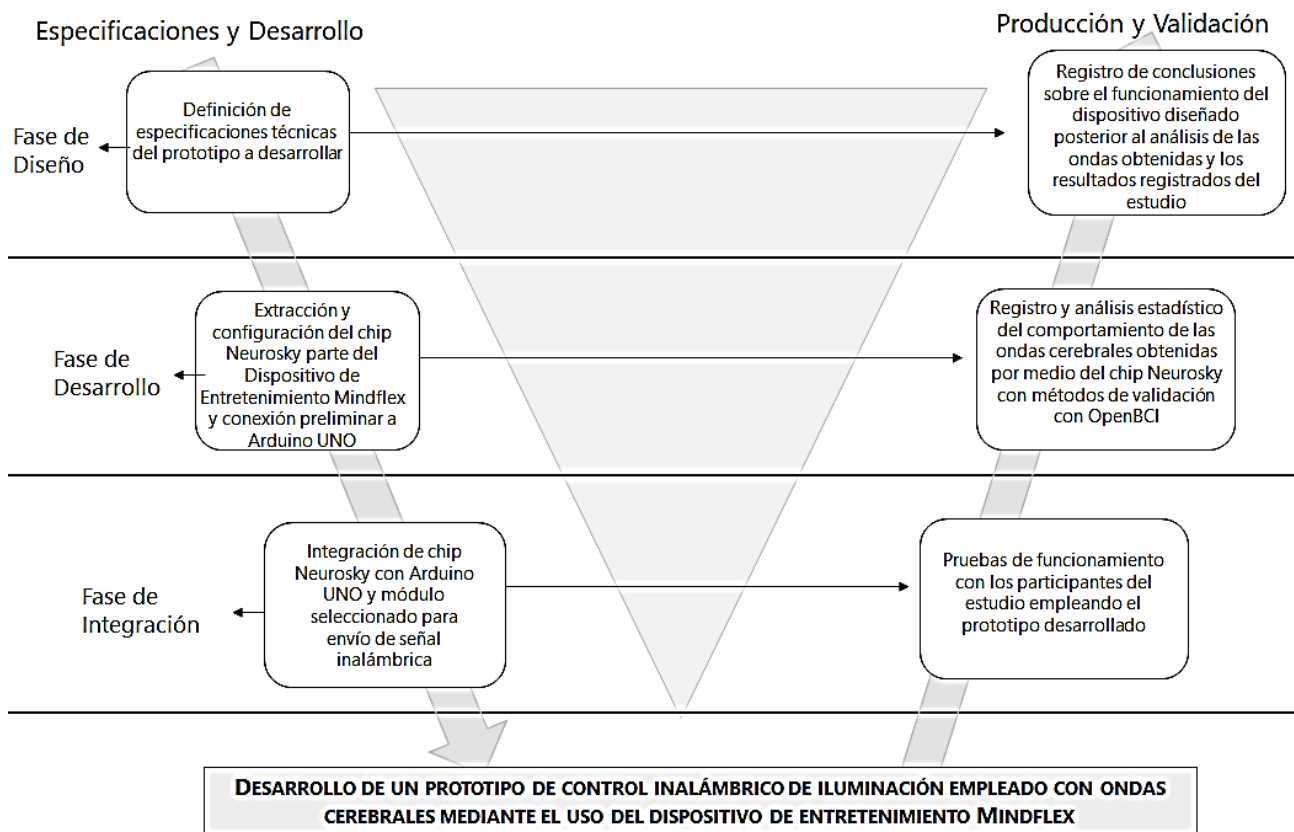 Especificaciones y Desarrollo
Producción y Validación
Fase de
Diseño
Definición de
especificaciones técnicas
del prototipo a desarrollar
Registro de conclusiones
sobre el funcionamiento del
dispositivo diseñado
posterior al análisis de las
ondas obtenidas y los
resultados registrados del
estudio
Fase de
Desarrollo
Extracción y
configuración del chip
Neurosky parte del
Dispositivo de
Entretenimiento Mindflex
y conexión preliminar a
Arduino UNO
Registro y análisis estadístico
del comportamiento de las
ondas cerebrales obtenidas
por medio del chip Neurosky
con métodos de validación
con OpenBCI
Fase de
Integración
Integración de chip
Neurosky con Arduino
UNO y módulo
seleccionado para
envío de señal
inalámbrica
Pruebas de funcionamiento
con los participantes del
estudio empleando el
prototipo desarrollado
DESARROLLO DE UN PROTOTIPO DE CONTROL INALÁMBRICO DE ILUMINACIÓN EMPLEADO CON ONDAS
CEREBRALES MEDIANTE EL USO DEL DISPOSITIVO DE ENTRETENIMIENTO MINDFLEX